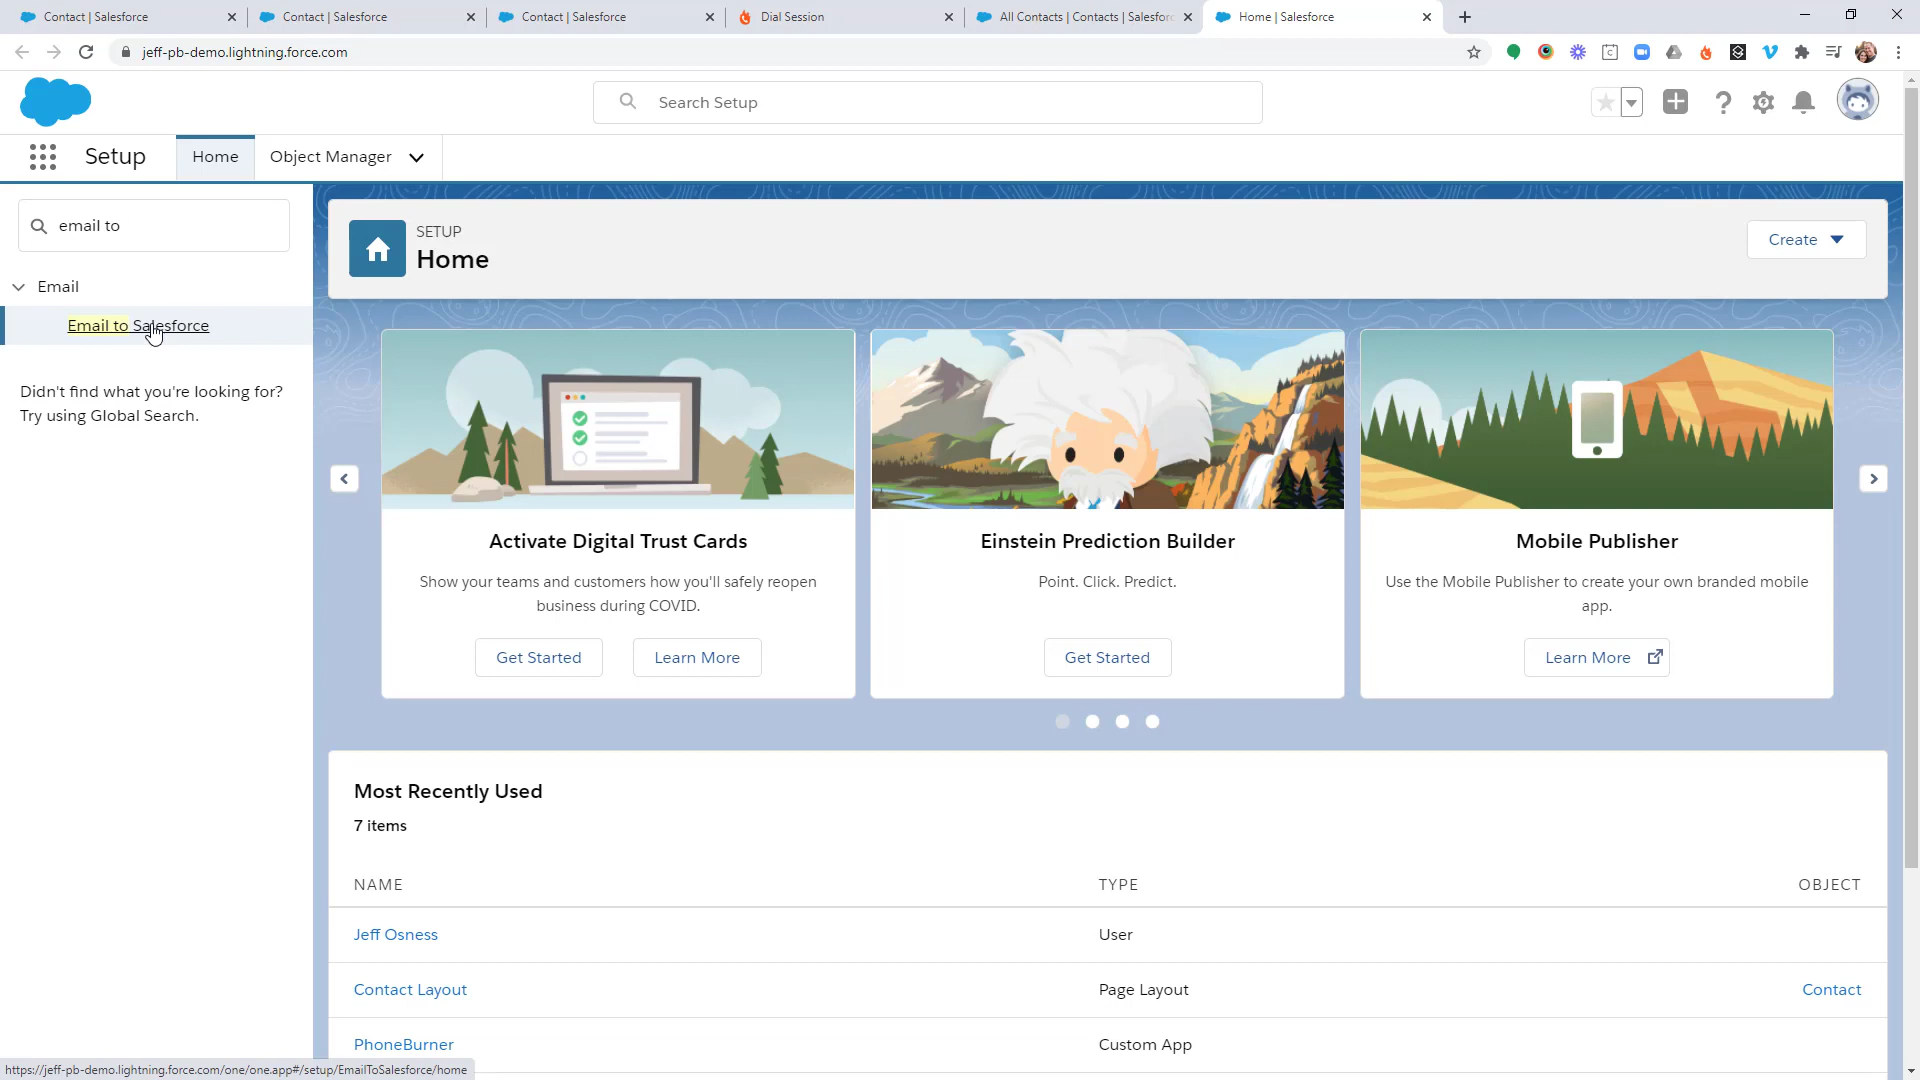 Contact | Salesforce
Contact | Salesforce
Contact | Salesforce
Dial Session
All Contacts | Contacts | Salesforc
Home | Salesforce
jeff-pb-demo.lightning.force.com
Search Setup
Setup
Home
Object Manager
email to
Email
Email to Salesforce
Didn't find what you're looking for?
Try using Global Search.
SETUP
Home
Create
Activate Digital Trust Cards
Show your teams and customers how you'll safely reopen
business during COVID.
Get Started
Learn More
Einstein Prediction Builder
Point. Click. Predict.
Get Started
Mobile Publisher
Use the Mobile Publisher to create your own branded mobile
app.
Learn More
Most Recently Used
7 items
NAME
TYPE
OBJECT
Jeff Osness
User
Contact Layout
Page Layout
Contact
PhoneBurner
Custom App
https://jeff-pb-demo.lightning.force.com/one/one.app#/setup/EmailToSalesforce/home